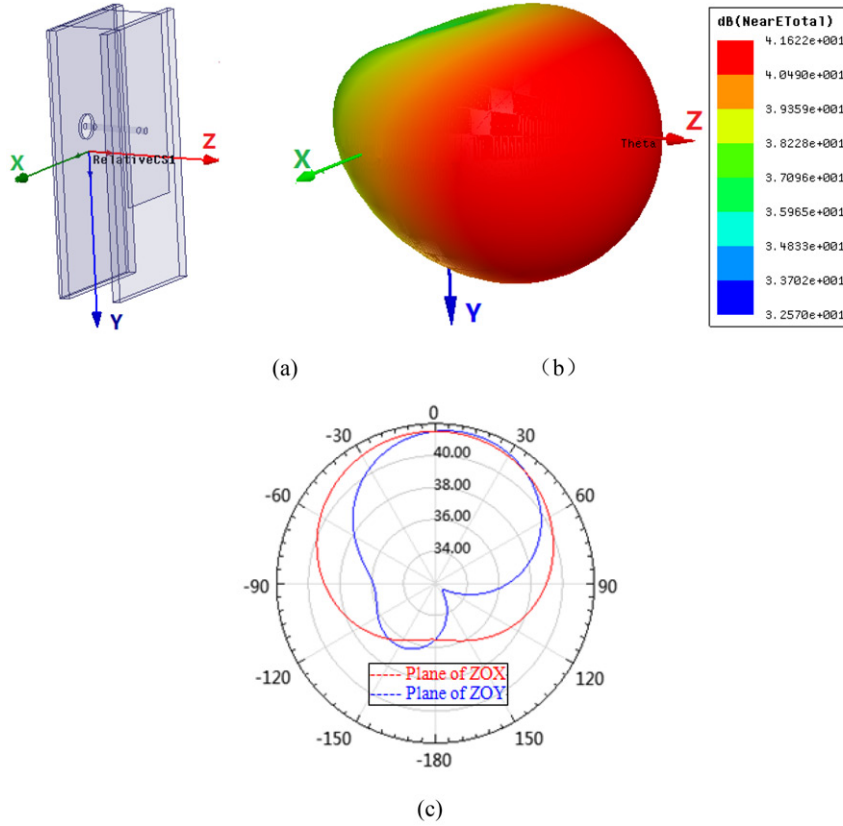 X
Z
RelativeCS1
Y
(a)
X
Theta
Z
Y
（b）
dB(NearETotal)
4.1622e+001
4.0490e+001
3.9359e+001
3.8228e+001
3.7096e+001
3.5965e+001
3.4833e+001
3.3702e+001
3.2570e+001
0
-30
30
40.00
38.00
-60
60
36.00
34.00
-90
90
-120
120
Plane of ZOX
Plane of ZOY
-150
150
-180
(c)